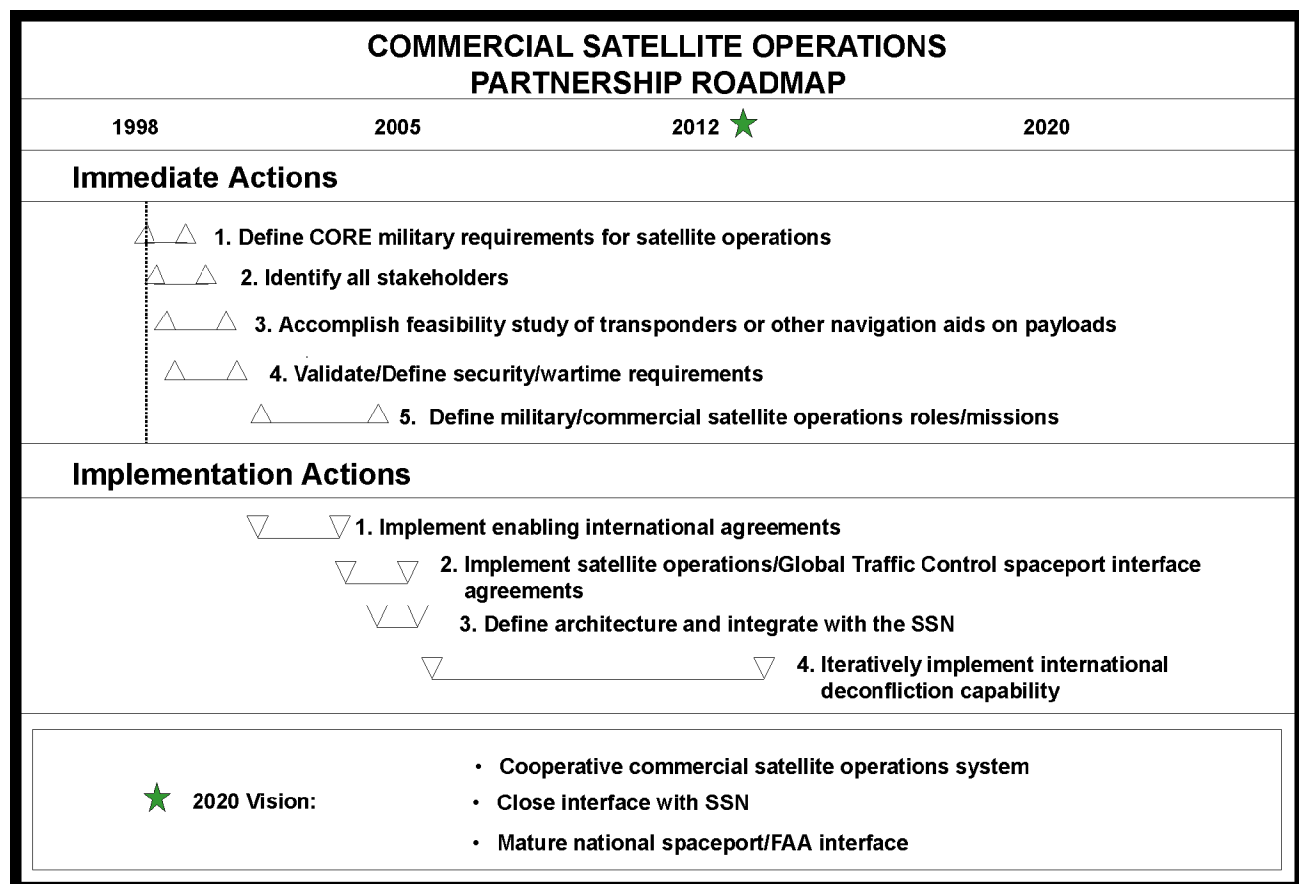 COMMERCIAL SATELLITE OPERATIONS
PARTNERSHIP ROADMAP
1998 2005 2012 2020
Immediate Actions
1. Define CORE military requirements for satellite operations
2. Identify all stakeholders
3. Accomplish feasibility study of transponders or other navigation aids on payloads
4. Validate/Define security/wartime requirements
5. Define military/commercial satellite operations roles/missions
Implementation Actions
1. Implement enabling international agreements
2. Implement satellite operations/Global Traffic Control spaceport interface
agreements
3. Define architecture and integrate with the SSN
4. Iteratively implement international
deconfliction capability
2020 Vision:
• Cooperative commercial satellite operations system
• Close interface with SSN
• Mature national spaceport/FAA interface